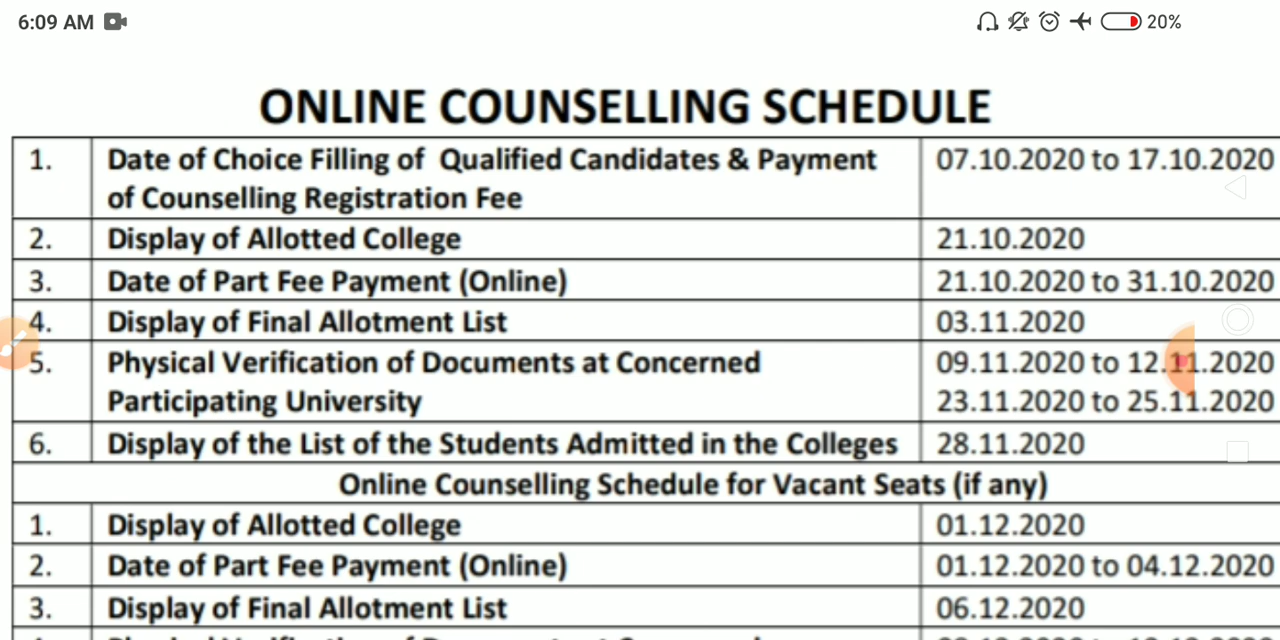 6:09 AM 20%
ONLINE COUNSELLING SCHEDULE
1. Date of Choice Filling of Qualified Candidates & Payment 07.10.2020 to 17.10.2020
of Counselling Registration Fee
2. Display of Allotted College 21.10.2020
3. Date of Part Fee Payment (Online) 21.10.2020 to 31.10.2020
4. Display of Final Allotment List 03.11.2020
5. Physical Verification of Documents at Concerned 09.11.2020 to 12.11.2020
Participating University 23.11.2020 to 25.11.2020
6. Display of the List of the Students Admitted in the Colleges 28.11.2020
Online Counselling Schedule for Vacant Seats (if any)
1. Display of Allotted College 01.12.2020
2. Date of Part Fee Payment (Online) 01.12.2020 to 04.12.2020
3. Display of Final Allotment List 06.12.2020